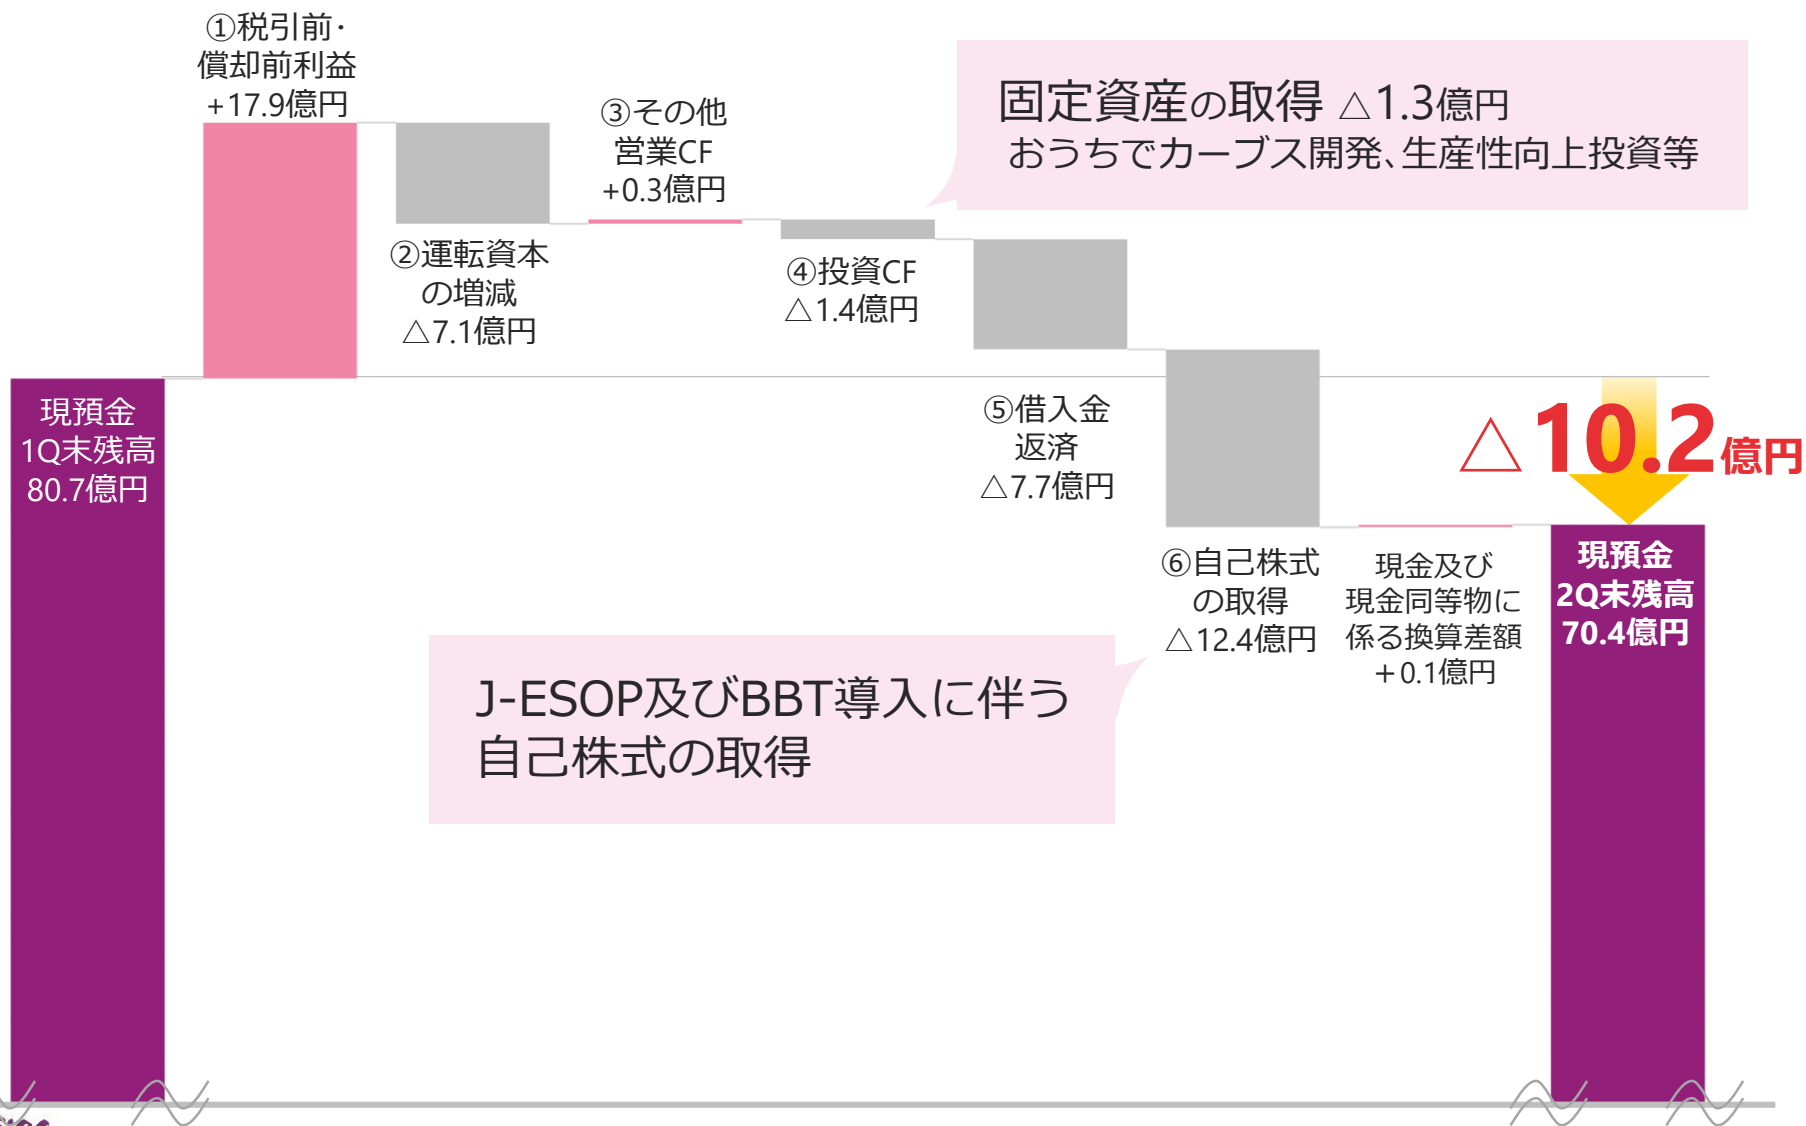 ①税引前・
償却前利益
+17.9億円
②運転資本
の増減
△7.1億円
③その他
営業CF
+0.3億円
固定資産の取得 △1.3億円
おうちでカーブス開発、生産性向上投資等
④投資CF
△1.4億円
現預金
1Q末残高
80.7億円
⑤借入金
返済
△7.7億円
△10.2億円
⑥自己株式
の取得
△12.4億円
現金及び
現金同等物に
係る換算差額
＋0.1億円
現預金
2Q末残高
70.4億円
J-ESOP及びBBT導入に伴う
自己株式の取得